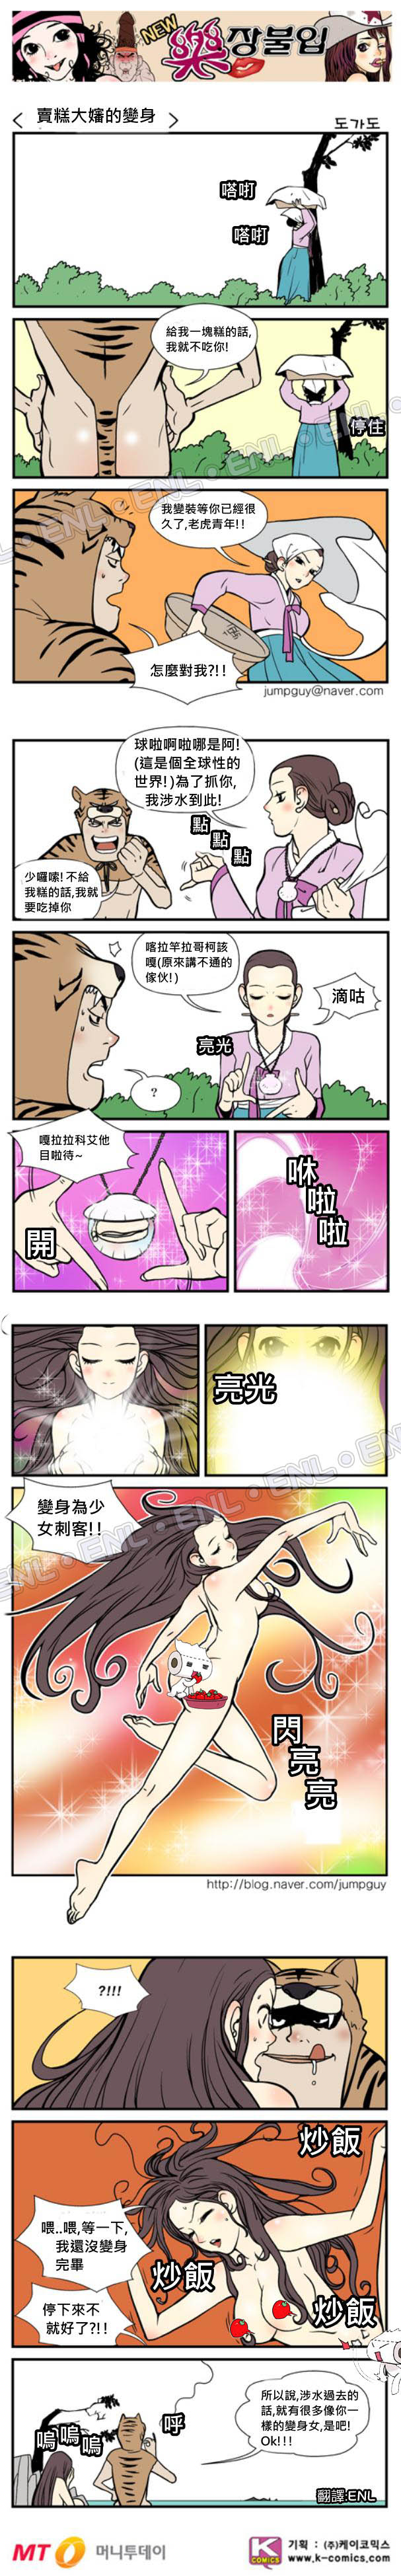 NEW 樂장불입
< 賣糕大嬸的變身 >
도가도
嗒啪
嗒啪
給我一塊糕的話,
我就不吃你!
停住
我變裝等你已經很
久了,老虎青年!!
怎麼對我?!!
jumpguy@naver.com
球啦啊啦哪是阿!
(這是個全球性的
世界!)為了抓你,
我涉水到此!
點
點
點
少囉嗦!不給
我糕的話,我就
要吃掉你
喀拉竿拉哥柯該
嘎(原來講不通的
傢伙!)
滴咕
亮光
?
嘎拉拉科艾他
目啦待~
開
咻
啦
啦
亮光
變身為少
女刺客!!
閃
亮
亮
http://blog.naver.com/jumpguy
?!!!
炒飯
喂..喂,等一下,
我還沒變身
完畢
炒飯
停下來不
就好了?!!
炒飯
所以說,涉水過去的
話,就有很多像你一
樣的變身女,是吧!
Ok!!!
呼
嗚
嗚
嗚
翻譯:ENL
MT 머니투데이
K COMICS
기획 : (주)케이코믹스
www.k-comics.com